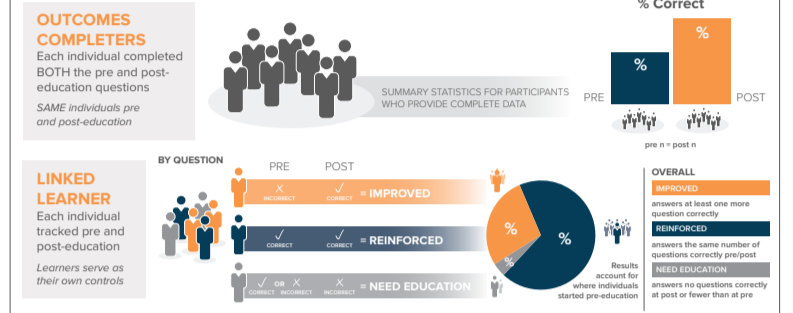 % Correct
OUTCOMES
COMPLETERS
Each individual completed
BOTH the pre and post-
education questions
SAME individuals pre
and post-education
SUMMARY STATISTICS FOR PARTICIPANTS
WHO PROVIDE COMPLETE DATA
%
%
PRE
POST
pre n = post n
LINKED
LEARNER
Each individual
tracked pre and
post-education
Learners serve as
their own controls
BY QUESTION
PRE
POST
X
✓
INCORRECT
CORRECT
= IMPROVED
✓
✓
CORRECT
CORRECT
= REINFORCED
✓ OR X
X
CORRECT
INCORRECT
INCORRECT
= NEED EDUCATION
%
%
%
Results
account for
where individuals
started pre-education
OVERALL
IMPROVED
answers at least one more
question correctly
REINFORCED
answers the same number of
questions correctly pre/post
NEED EDUCATION
answers no questions correctly
at post or fewer than at pre